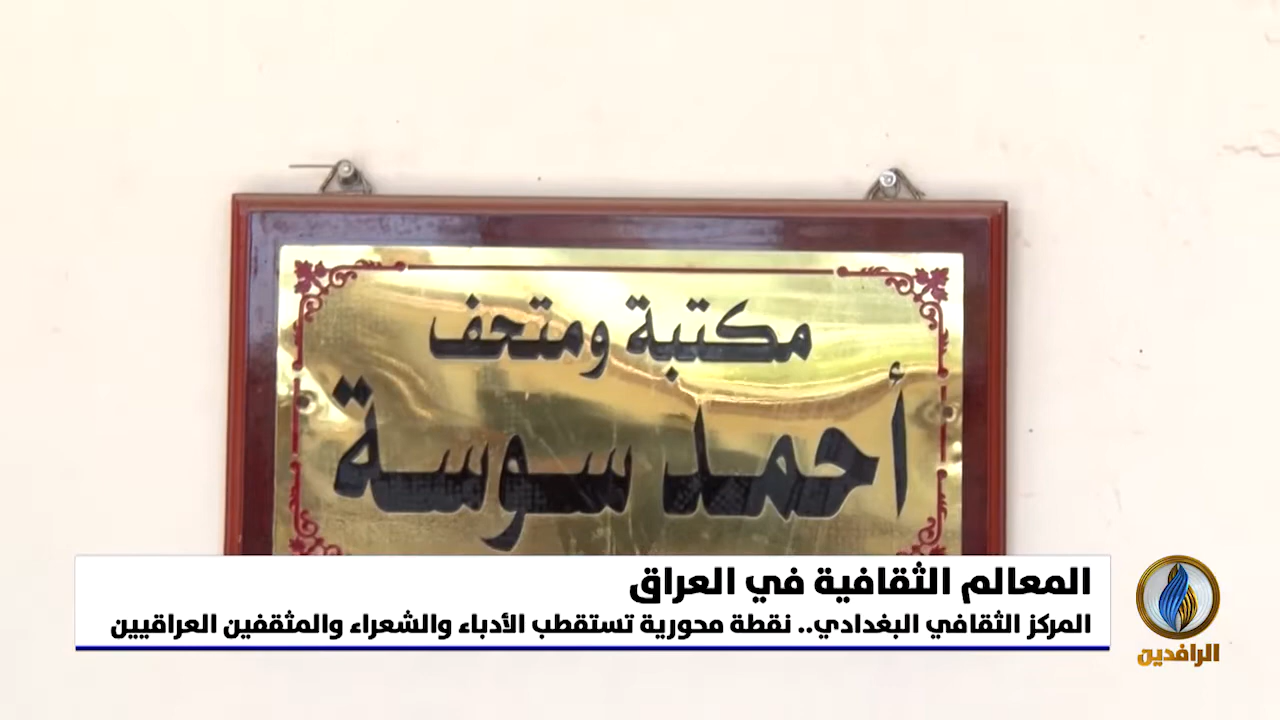 مكتبة ومتحف
أحمد سوسة
المعالم الثقافية في العراق
المركز الثقافي البغدادي.. نقطة محورية تستقطب الأدباء والشعراء والمثقفين العراقيين
الرافدين